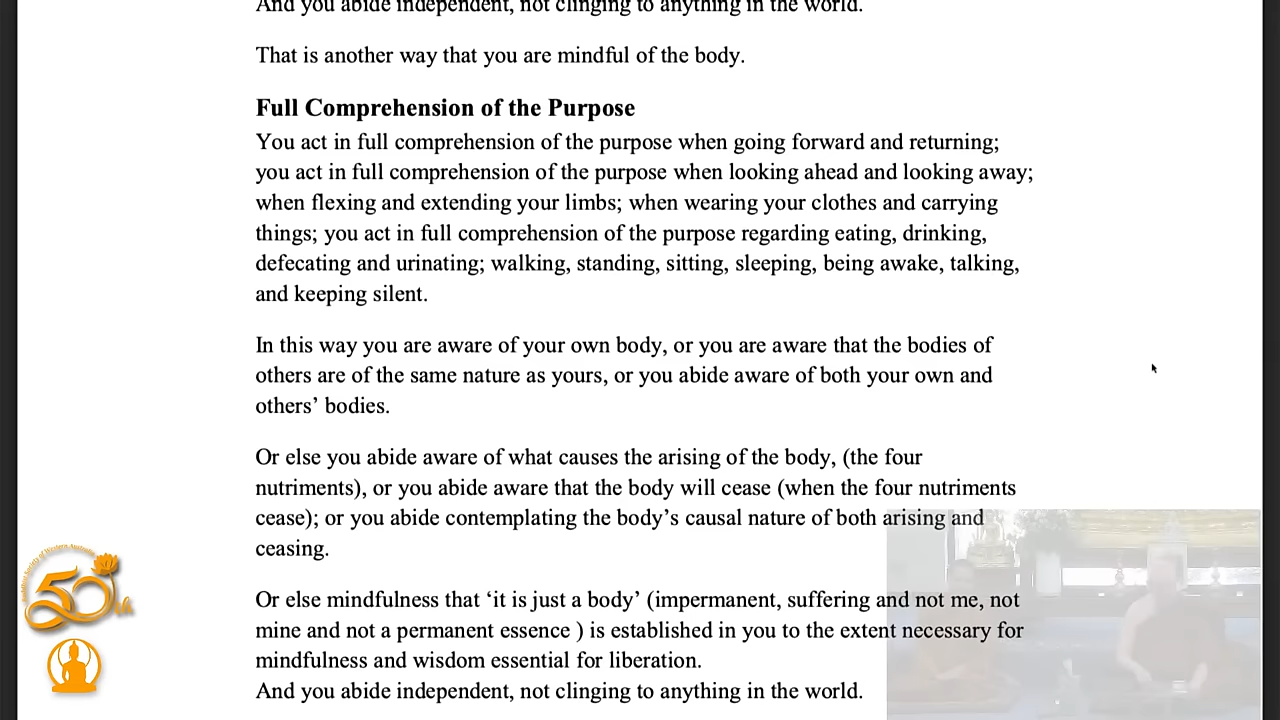 And you abide independent, not clinging to anything in the world.
That is another way that you are mindful of the body.
Full Comprehension of the Purpose
You act in full comprehension of the purpose when going forward and returning;
you act in full comprehension of the purpose when looking ahead and looking away;
when flexing and extending your limbs; when wearing your clothes and carrying
things; you act in full comprehension of the purpose regarding eating, drinking,
defecating and urinating; walking, standing, sitting, sleeping, being awake, talking,
and keeping silent.
In this way you are aware of your own body, or you are aware that the bodies of
others are of the same nature as yours, or you abide aware of both your own and
others’ bodies.
Or else you abide aware of what causes the arising of the body, (the four
nutriments), or you abide aware that the body will cease (when the four nutriments
cease); or you abide contemplating the body’s causal nature of both arising and
ceasing.
Or else mindfulness that ‘it is just a body’ (impermanent, suffering and not me, not
mine and not a permanent essence ) is established in you to the extent necessary for
mindfulness and wisdom essential for liberation.
And you abide independent, not clinging to anything in the world.
Buddhist Society of Western Australia
50th